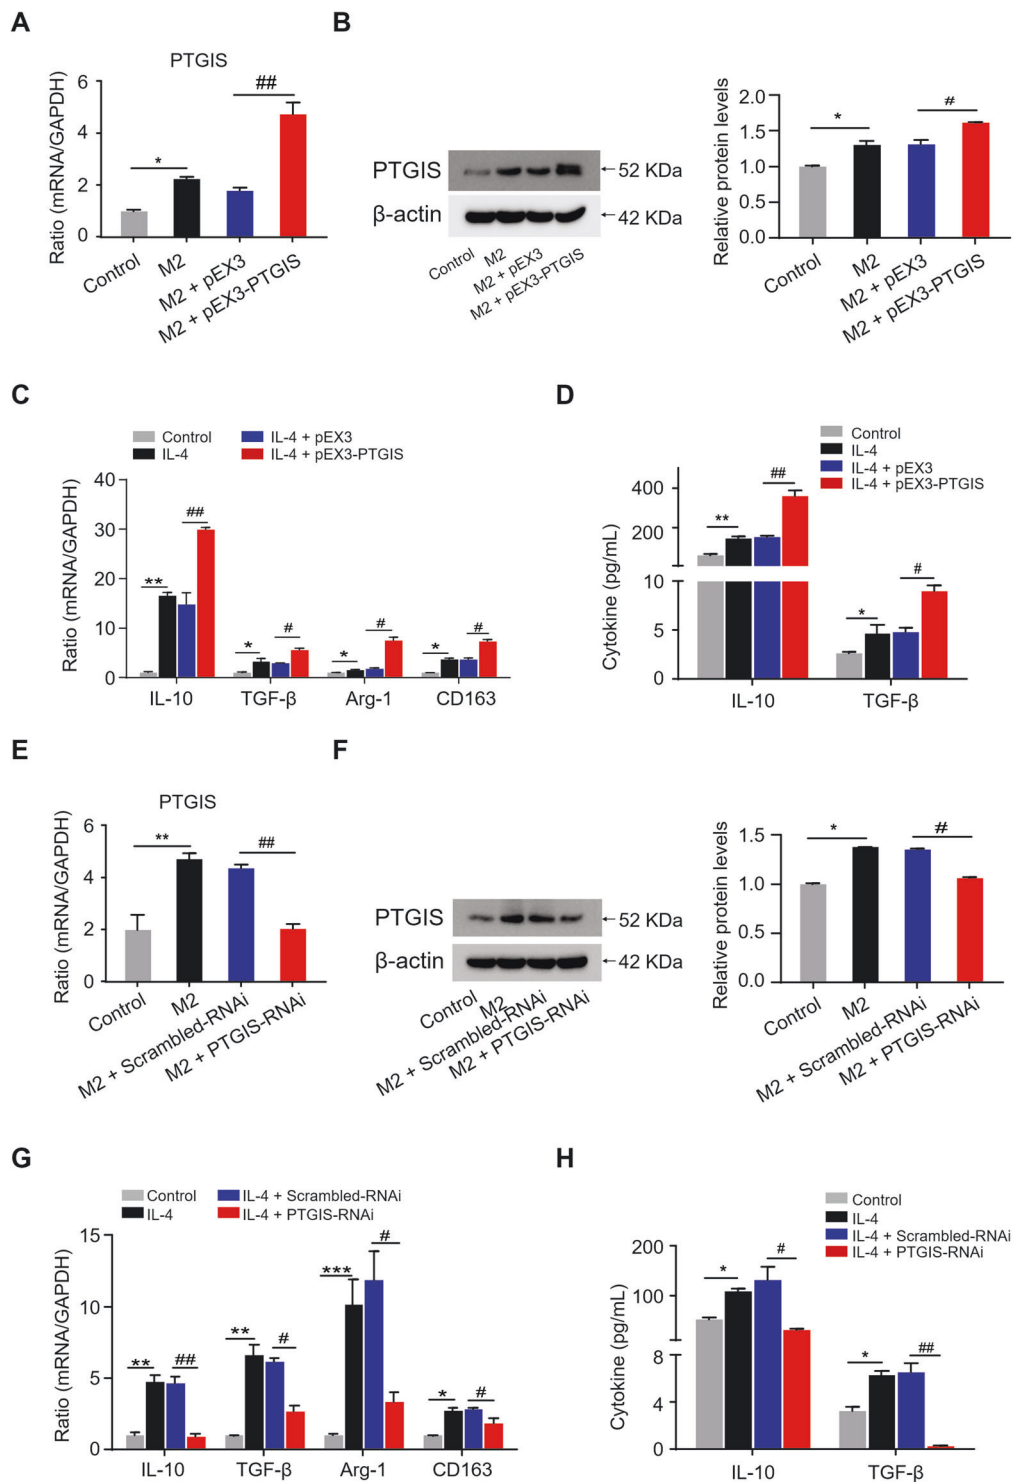 A
PTGIS
Ratio (mRNA/GAPDH)
6
4
2
0
*
##
Control
M2
M2 + pEX3
M2 + pEX3-PTGIS
B
PTGIS
52 KDa
β-actin
42 KDa
Control
M2
M2 + pEX3
M2 + pEX3-PTGIS
Relative protein levels
2.0
1.5
1.0
0.5
0.0
*
#
Control
M2
M2 + pEX3
M2 + pEX3-PTGIS
C
Control
IL-4
IL-4 + pEX3
IL-4 + pEX3-PTGIS
Ratio (mRNA/GAPDH)
40
30
20
10
0
**
##
*
#
*
#
*
#
IL-10
TGF-β
Arg-1
CD163
D
Control
IL-4
IL-4 + pEX3
IL-4 + pEX3-PTGIS
Cytokine (pg/mL)
400
200
10
5
0
**
##
*
#
IL-10
TGF-β
E
PTGIS
Ratio (mRNA/GAPDH)
6
4
2
0
**
##
Control
M2
M2 + Scrambled-RNAi
M2 + PTGIS-RNAi
F
PTGIS
52 KDa
β-actin
42 KDa
Control
M2
M2 + Scrambled-RNAi
M2 + PTGIS-RNAi
Relative protein levels
1.5
1.0
0.5
0.0
*
#
Control
M2
M2 + Scrambled-RNAi
M2 + PTGIS-RNAi
G
Control
IL-4
IL-4 + Scrambled-RNAi
IL-4 + PTGIS-RNAi
Ratio (mRNA/GAPDH)
15
10
5
0
**
##
**
#
***
#
*
#
IL-10
TGF-β
Arg-1
CD163
H
Control
IL-4
IL-4 + Scrambled-RNAi
IL-4 + PTGIS-RNAi
Cytokine (pg/mL)
200
100
8
4
0
*
#
*
##
IL-10
TGF-β